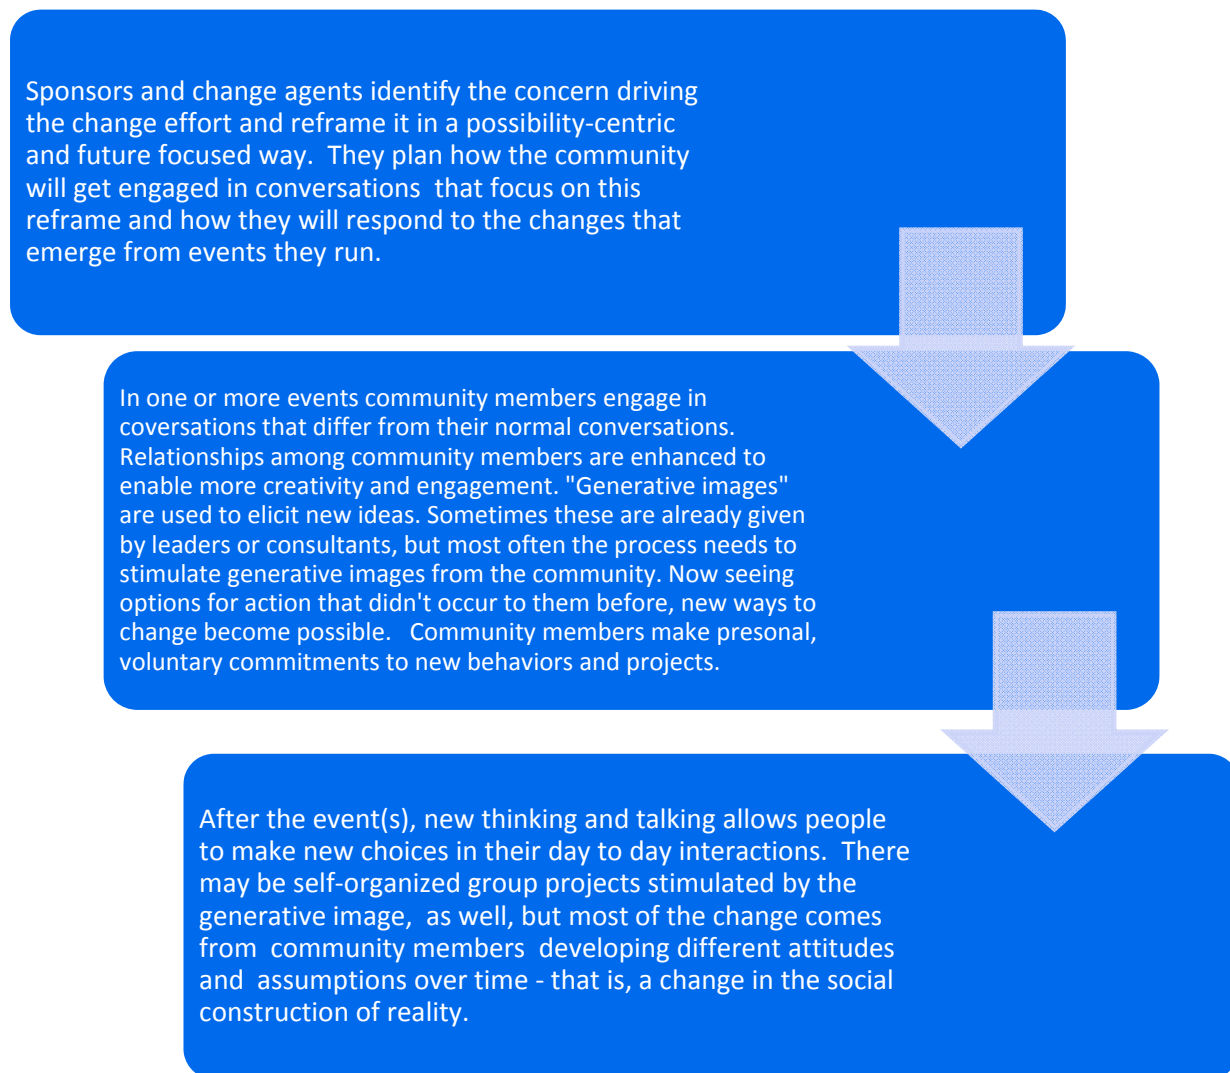 Sponsors and change agents identify the concern driving
the change effort and reframe it in a possibility-centric
and future focused way.  They plan how the community
will get engaged in conversations  that focus on this
reframe and how they will respond to the changes that
emerge from events they run.
In one or more events community members engage in
coversations that differ from their normal conversations.
Relationships among community members are enhanced to
enable more creativity and engagement. "Generative images"
are used to elicit new ideas. Sometimes these are already given
by leaders or consultants, but most often the process needs to
stimulate generative images from the community. Now seeing
options for action that didn't occur to them before, new ways to
change become possible.   Community members make presonal,
voluntary commitments to new behaviors and projects.
After the event(s), new thinking and talking allows people
to make new choices in their day to day interactions.  There
may be self-organized group projects stimulated by the
generative image,  as well, but most of the change comes
from  community members  developing different attitudes
and  assumptions over time - that is, a change in the social
construction of reality.